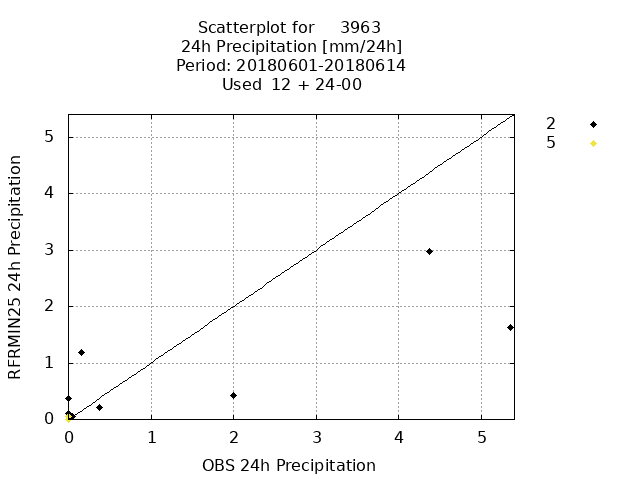 Scatterplot for 3963
24h Precipitation [mm/24h]
Period: 20180601-20180614
Used 12 + 24-00
2
5
RFRMIN25 24h Precipitation
5
4
3
2
1
0
0 1 2 3 4 5
OBS 24h Precipitation